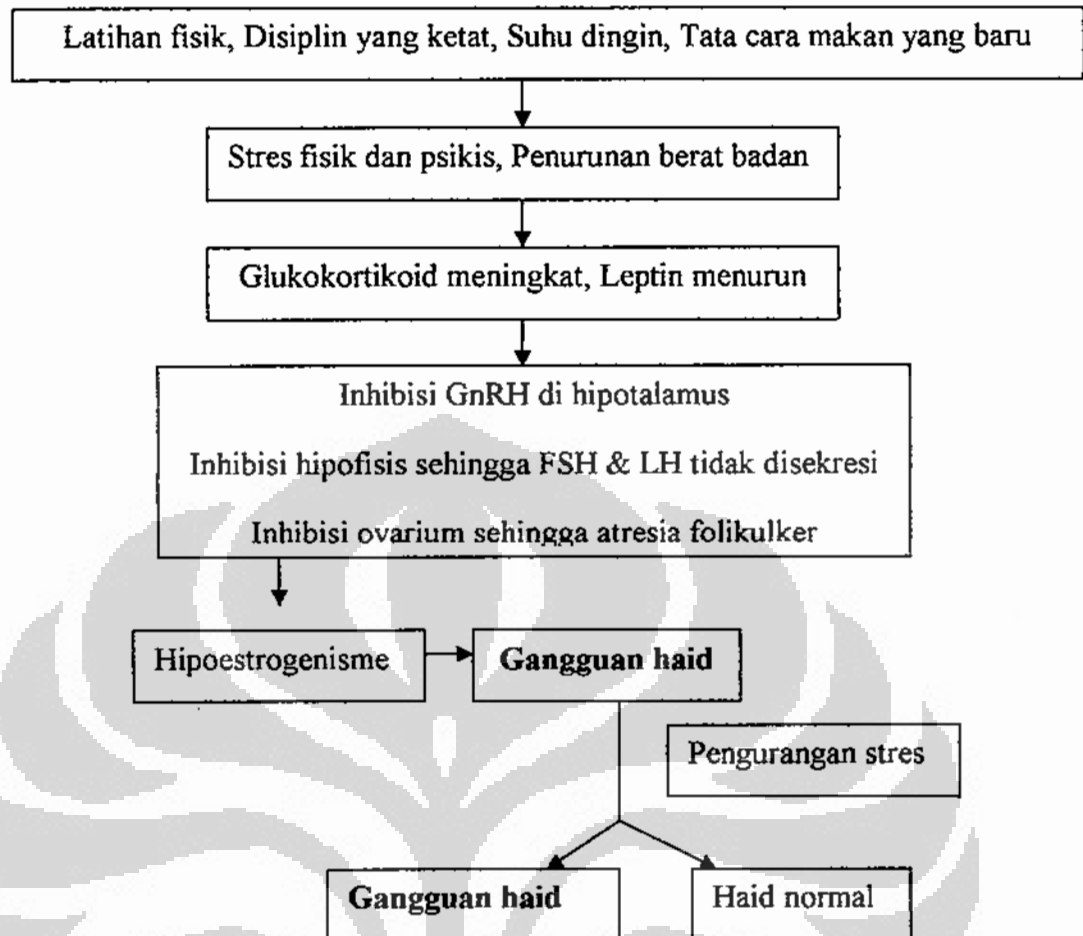 Latihan fisik, Disiplin yang ketat, Suhu dingin, Tata cara makan yang baru
Stres fisik dan psikis, Penurunan berat badan
Glukokortikoid meningkat, Leptin menurun
Inhibisi GnRH di hipotalamus
Inhibisi hipofisis sehingga FSH & LH tidak disekresi
Inhibisi ovarium sehingga atresia folikulker
Hipoestrogenisme
Gangguan haid
Pengurangan stres
Gangguan haid
Haid normal